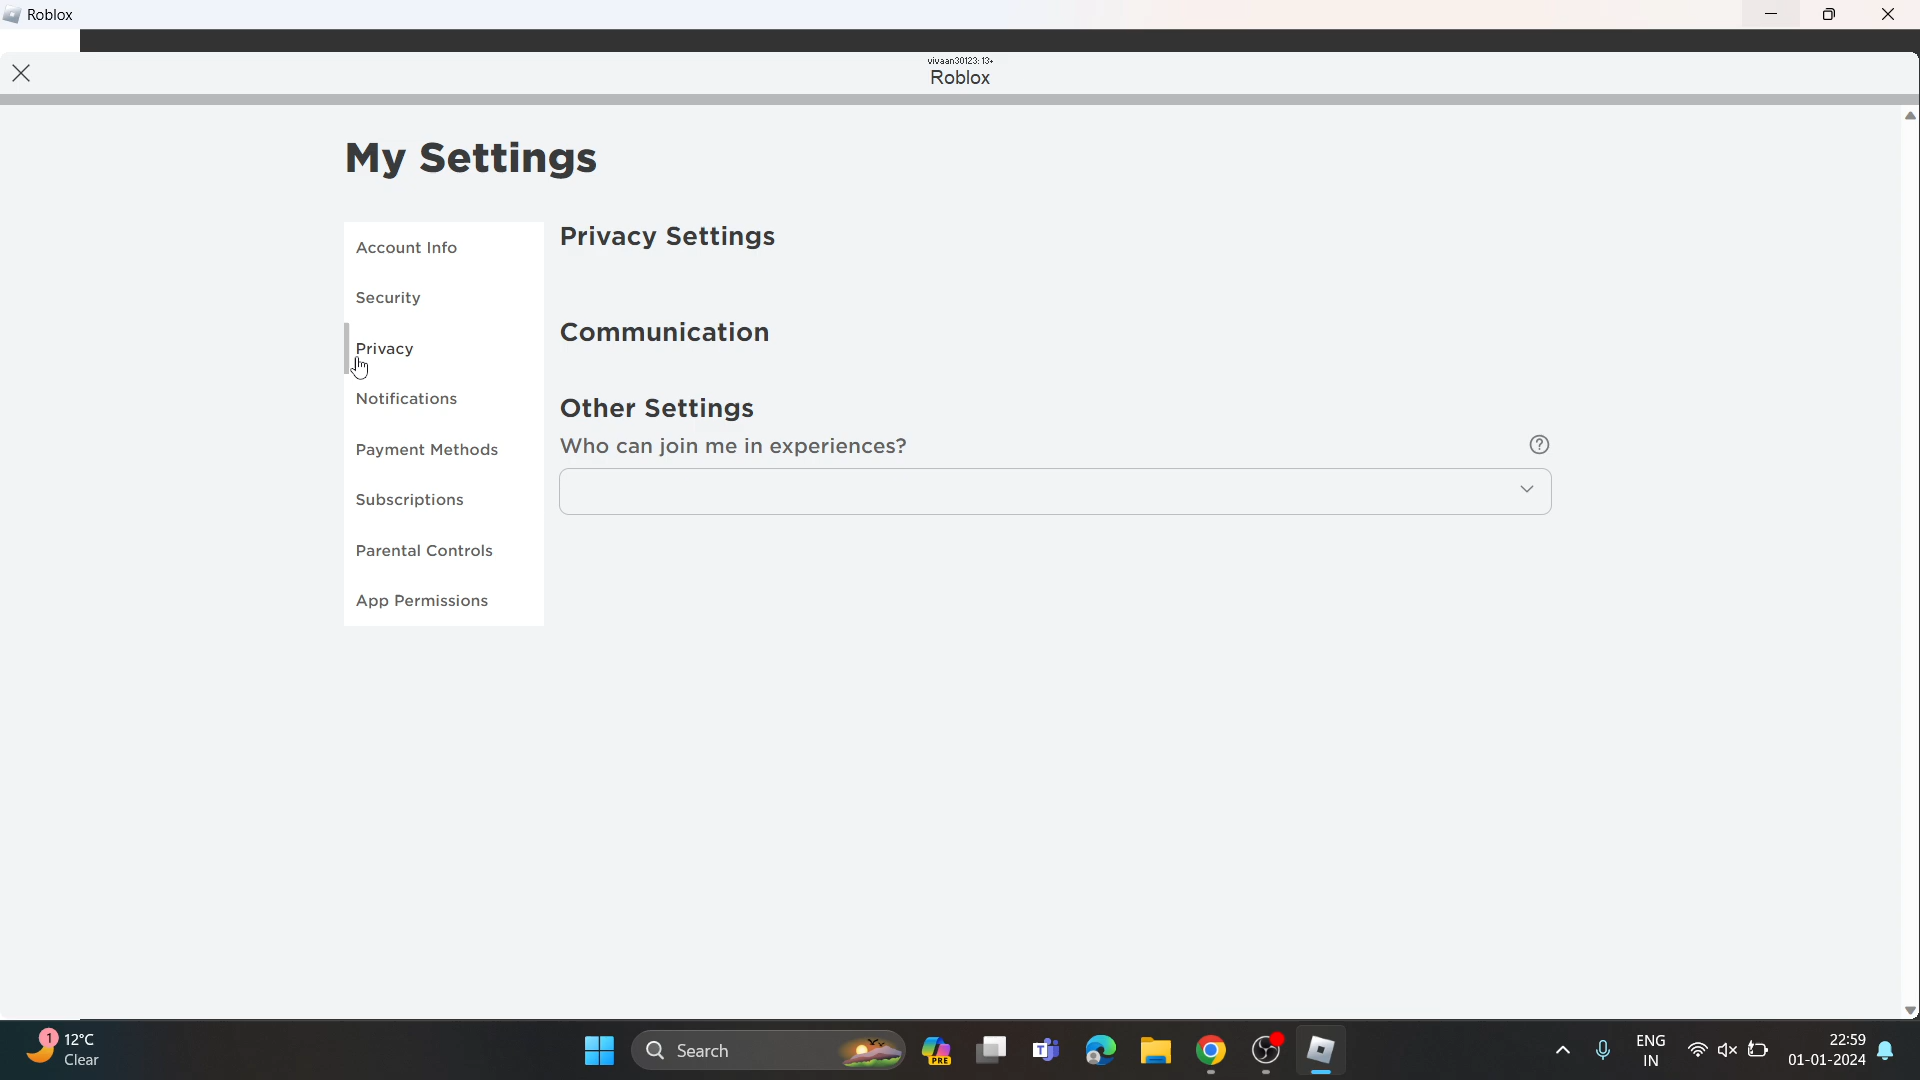 Roblox
vivaan30123: 13+
Roblox
My Settings
Account Info
Security
Privacy
Notifications
Payment Methods
Subscriptions
Parental Controls
App Permissions
Privacy Settings
Communication
Other Settings
Who can join me in experiences?
1
12°C
Clear
Search
PRE
ENG
IN
22:59
01-01-2024